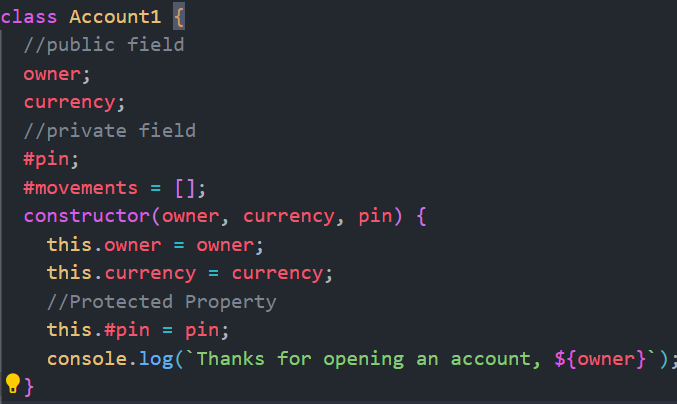 class Account1 {
//public field
owner;
currency;
//private field
#pin;
#movements = [];
constructor(owner, currency, pin) {
this.owner = owner;
this.currency = currency;
//Protected Property
this.#pin = pin;
console.log(`Thanks for opening an account, ${owner}`);
}